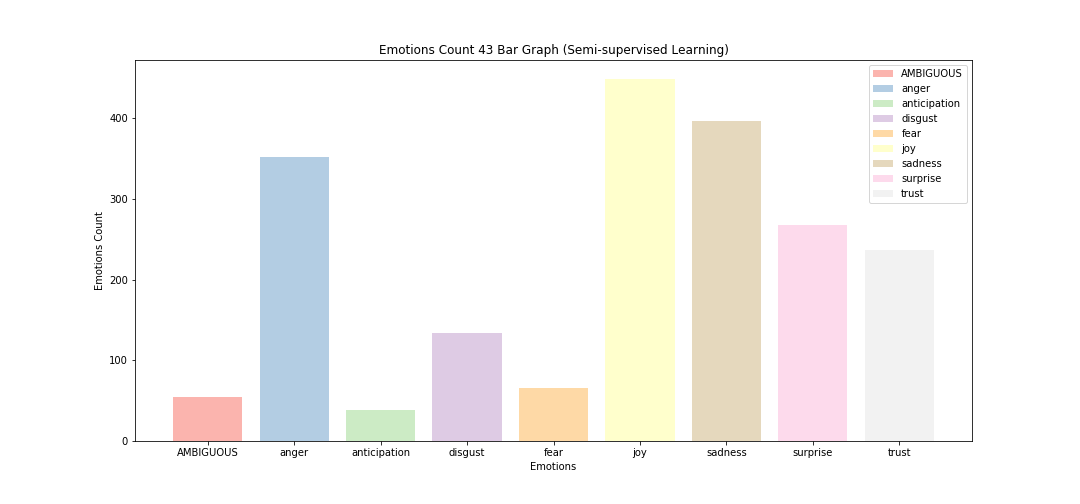 Emotions Count 43 Bar Graph (Semi-supervised Learning)
AMBIGUOUS
anger
anticipation
disgust
fear
joy
sadness
surprise
trust
Emotions Count
400
300
200
100
0
AMBIGUOUS anger anticipation disgust fear joy sadness surprise trust
Emotions